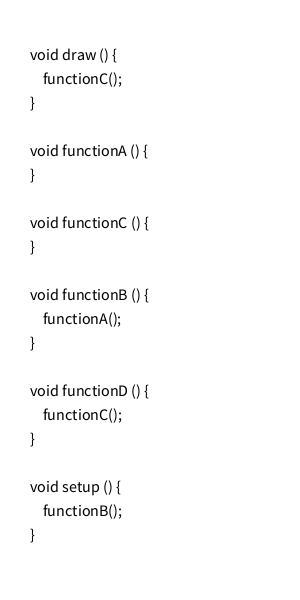 void draw () {
    functionC();
}

void functionA () {
}

void functionC () {
}

void functionB () {
    functionA();
}

void functionD () {
    functionC();
}

void setup () {
    functionB();
}